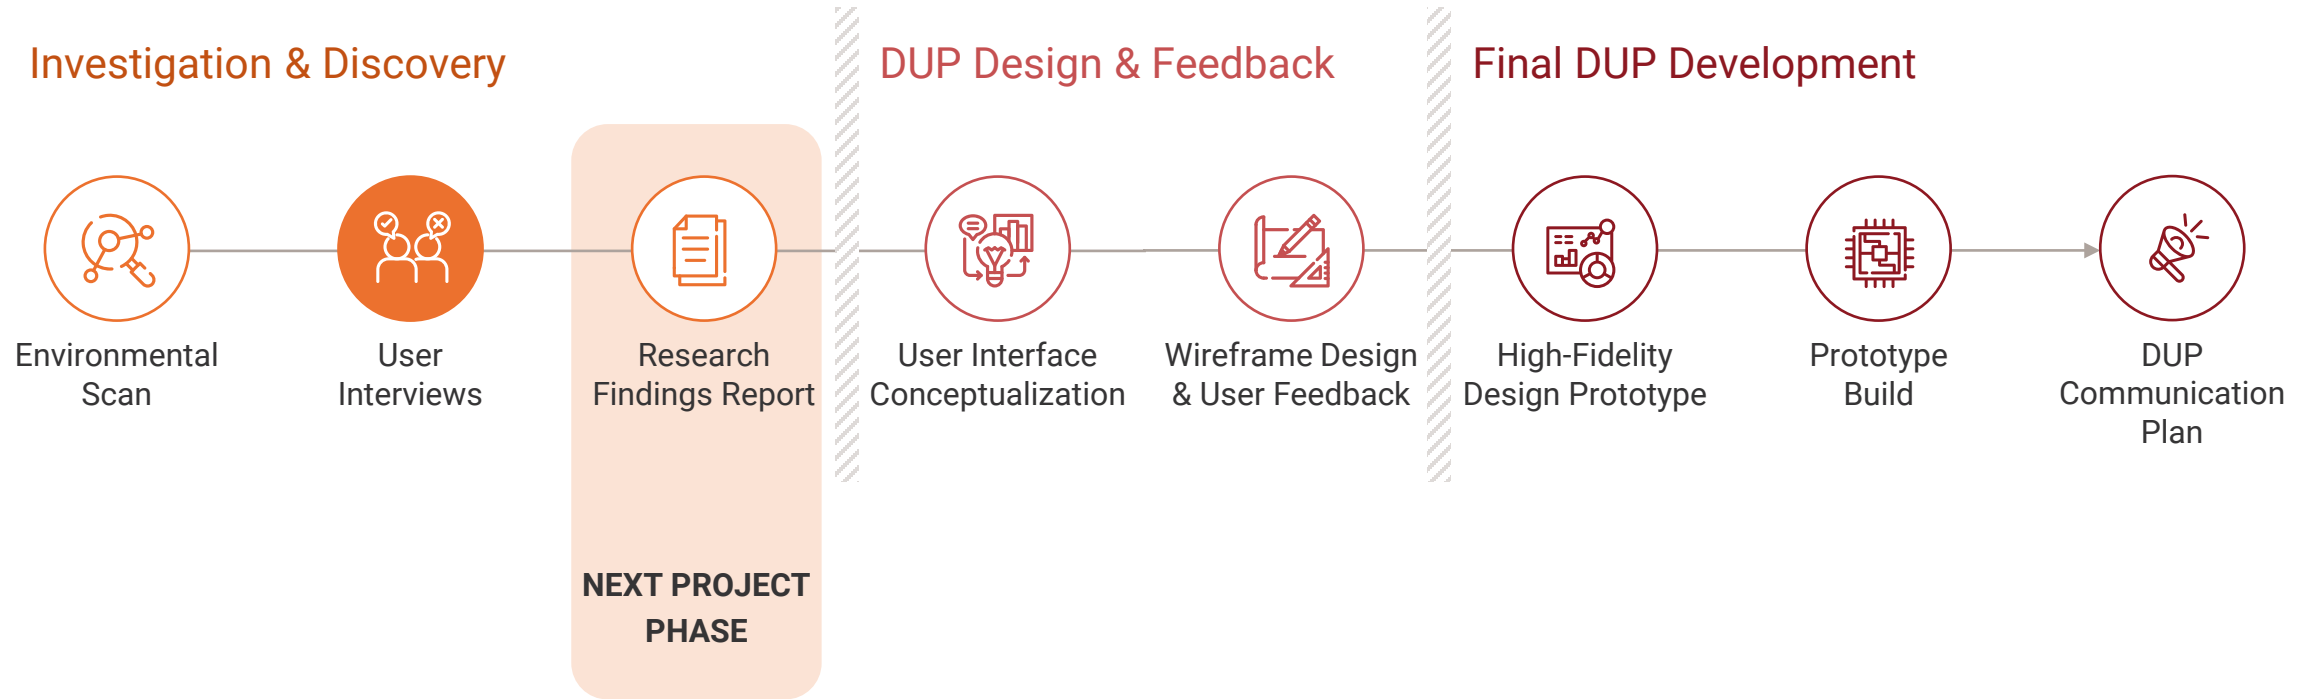 Investigation & Discovery
DUP Design & Feedback
Final DUP Development
Environmental
Scan
User
Interviews
Research
Findings Report
User Interface
Conceptualization
Wireframe Design
& User Feedback
High-Fidelity
Design Prototype
Prototype
Build
DUP
Communication
Plan
NEXT PROJECT
PHASE